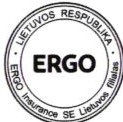 LIETUVOS RESPUBLIKA
ERGO
ERGO Insurance SE Lietuvos filialas